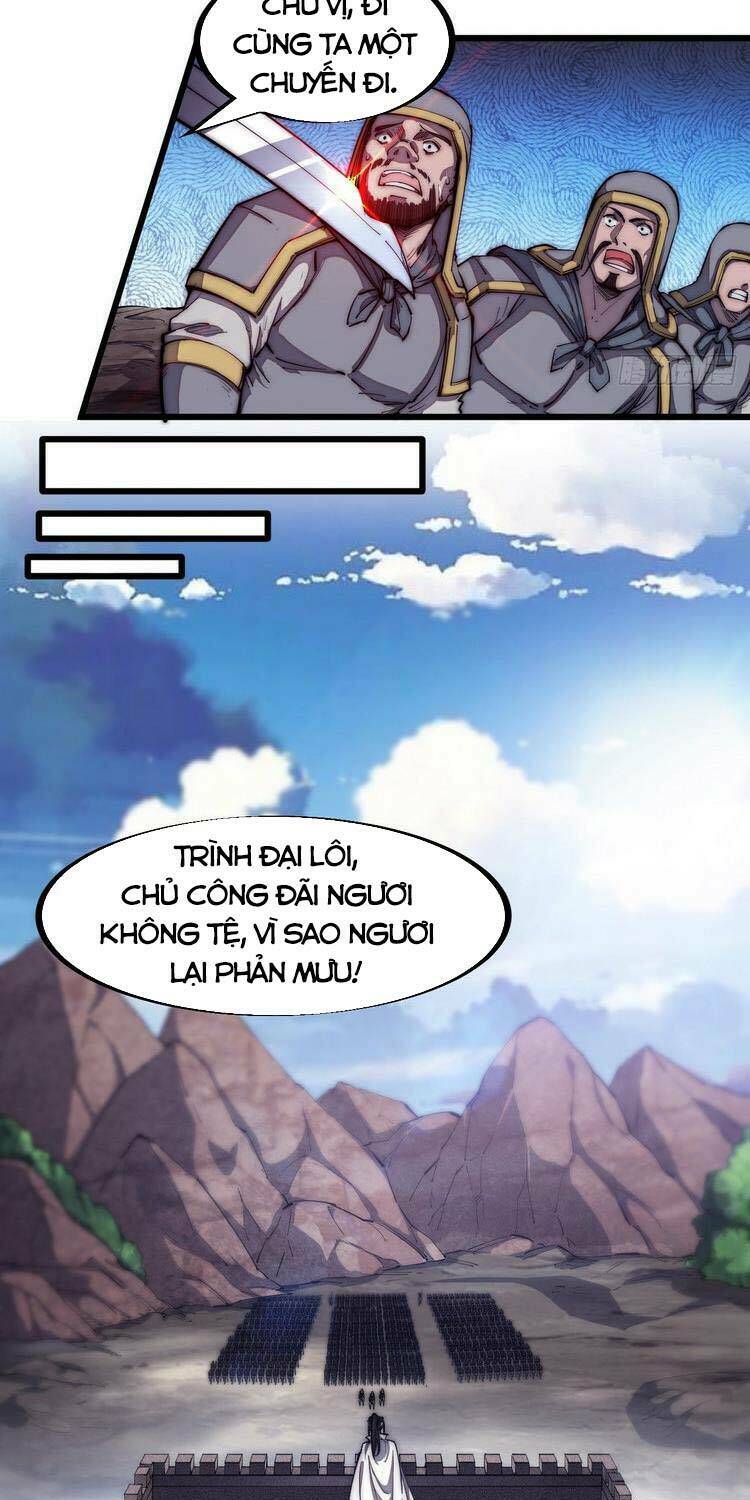 CHƯ VỊ, ĐI
CÙNG TA MỘT
CHUYẾN ĐI.
TRÌNH ĐẠI LÔI,
CHỦ CÔNG ĐÃI NGƯƠI
KHÔNG TỆ, VÌ SAO NGƯƠI
LẠI PHẢN MƯU!